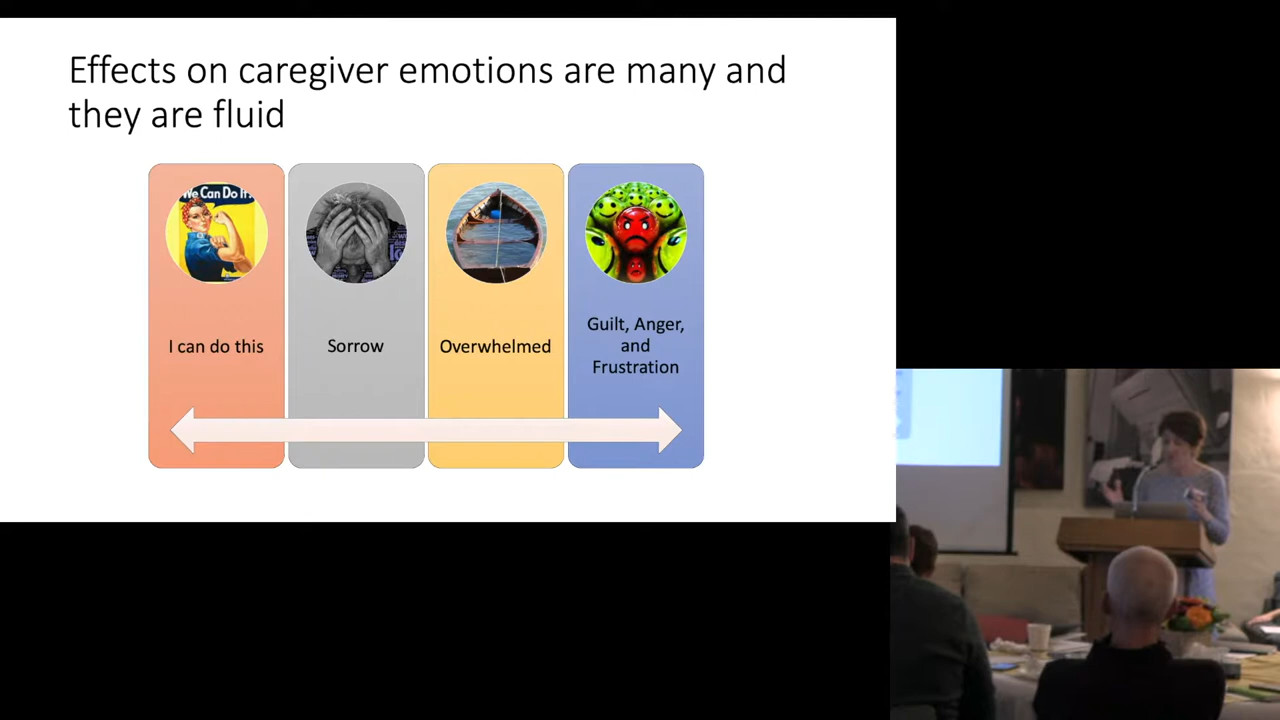 Effects on caregiver emotions are many and
they are fluid
We Can Do It!
I can do this
Sorrow
Overwhelmed
Guilt, Anger,
and
Frustration